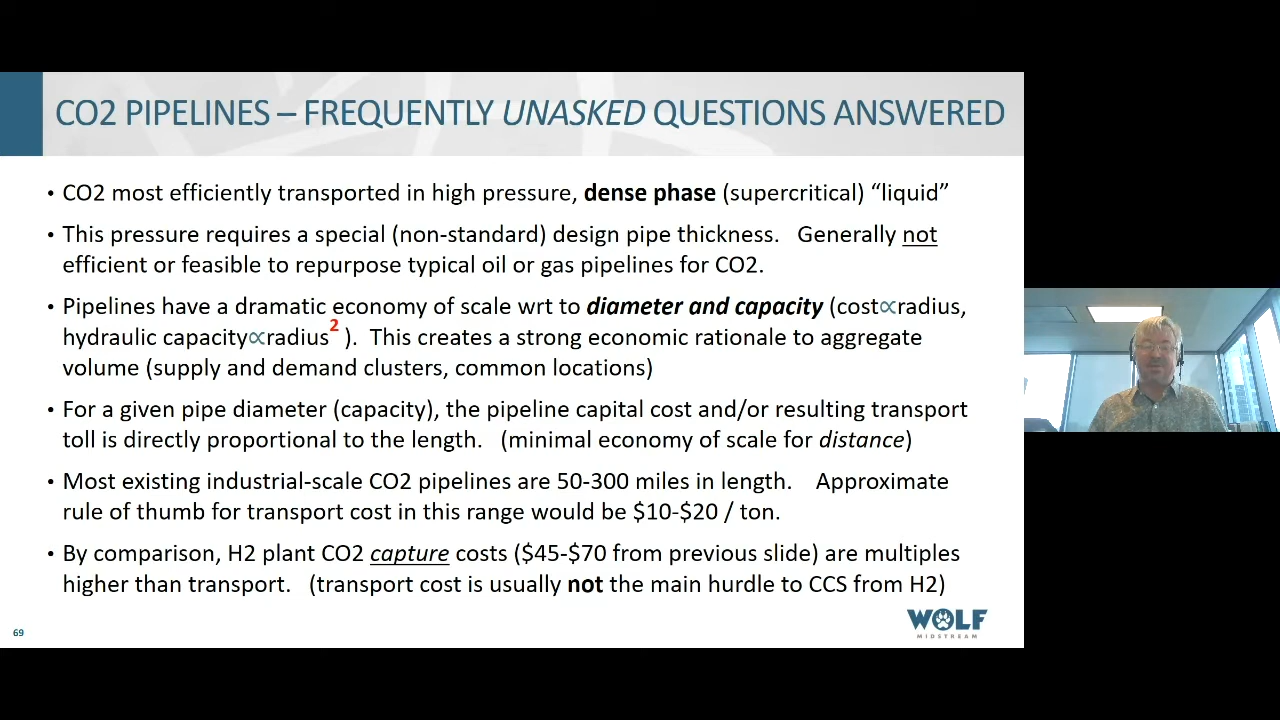 CO2 PIPELINES – FREQUENTLY UNASKED QUESTIONS ANSWERED
• CO2 most efficiently transported in high pressure, dense phase (supercritical) “liquid”
• This pressure requires a special (non-standard) design pipe thickness. Generally not
efficient or feasible to repurpose typical oil or gas pipelines for CO2.
• Pipelines have a dramatic economy of scale wrt to diameter and capacity (cost∝radius,
hydraulic capacity∝radius² ). This creates a strong economic rationale to aggregate
volume (supply and demand clusters, common locations)
• For a given pipe diameter (capacity), the pipeline capital cost and/or resulting transport
toll is directly proportional to the length. (minimal economy of scale for distance)
• Most existing industrial-scale CO2 pipelines are 50-300 miles in length. Approximate
rule of thumb for transport cost in this range would be $10-$20 / ton.
• By comparison, H2 plant CO2 capture costs ($45-$70 from previous slide) are multiples
higher than transport. (transport cost is usually not the main hurdle to CCS from H2)
WOLF
MIDSTREAM
69